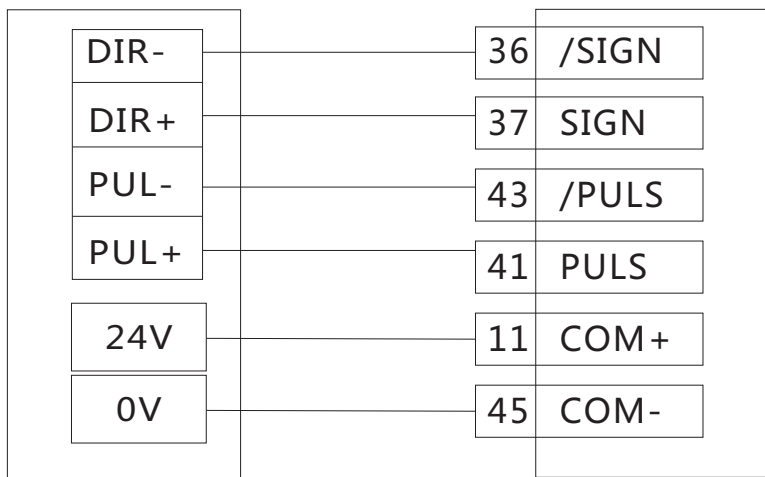 DIR- 36 /SIGN
DIR+ 37 SIGN
PUL- 43 /PULS
PUL+ 41 PULS
24V 11 COM+
0V 45 COM-